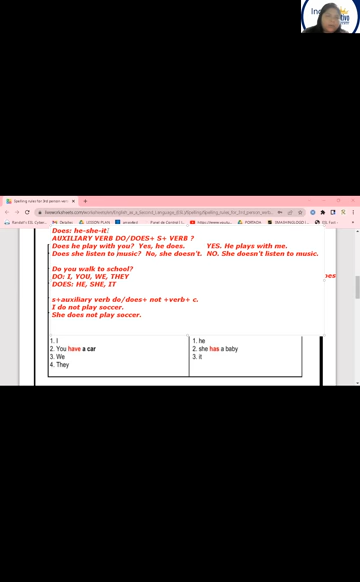 Spelling rules for 3rd person verb
LESSON PLAN
Does: he-she-it!
AUXILIARY VERB DO/DOES+ S+ VERB ?
Does he play with you? Yes, he does. YES. He plays with me.
Does she listen to music? No, she doesn't. NO. She doesn't listen to music.
Do you walk to school?
DO: I, YOU, WE, THEY
DOES: HE, SHE, IT
s+auxiliary verb do/does+ not +verb+ c.
I do not play soccer.
She does not play soccer.
1. I
2. You have a car
3. We
4. They
1. he
2. she has a baby
3. it